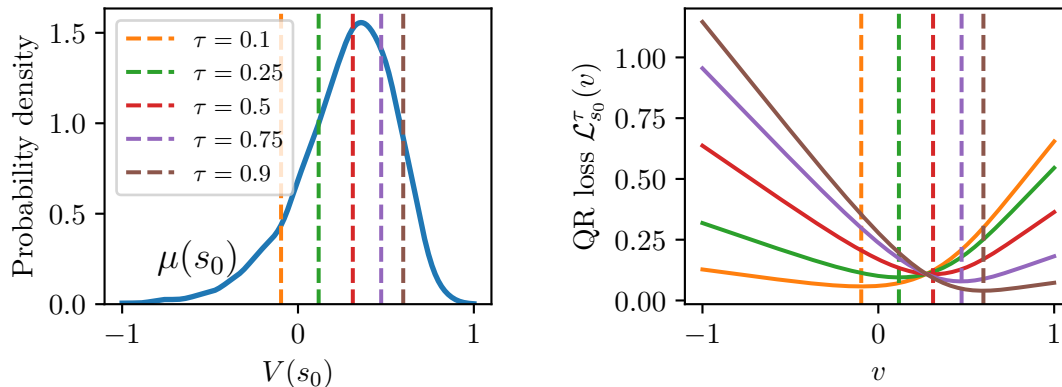 Probability density
1.5
1.0
0.5
0.0
τ = 0.1
τ = 0.25
τ = 0.5
τ = 0.75
τ = 0.9
μ(s₀)
−1
0
1
V(s₀)
QR loss ℒ^τ_{s₀}(v)
1.00
0.75
0.50
0.25
0.00
−1
0
1
v